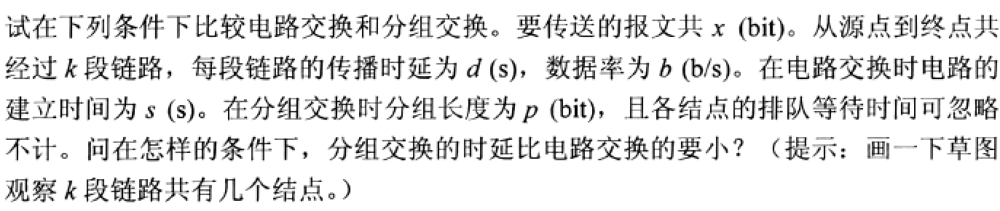 试在下列条件下比较电路交换和分组交换。要传送的报文共 x (bit)。从源点到终点共
经过 k 段链路，每段链路的传播时延为 d (s)，数据率为 b (b/s)。在电路交换时电路的
建立时间为 s (s)。在分组交换时分组长度为 p (bit)，且各结点的排队等待时间可忽略
不计。问在怎样的条件下，分组交换的时延比电路交换的要小？（提示：画一下草图
观察 k 段链路共有几个结点。）